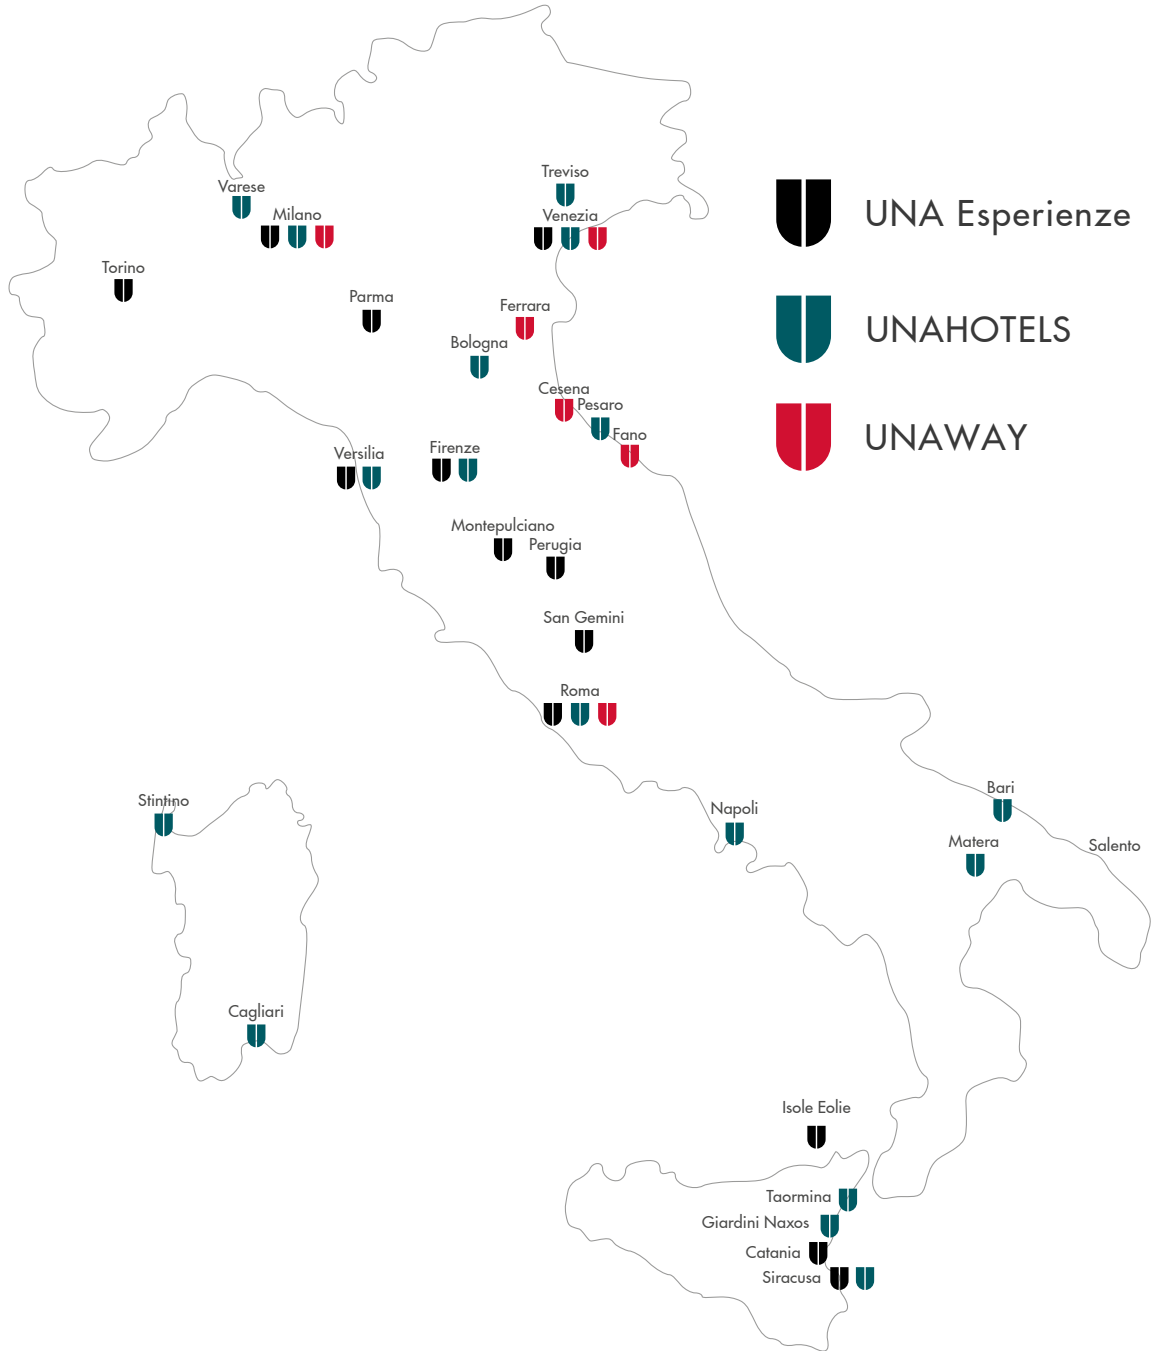 Treviso
Varese
Venezia
Milano
UNA Esperienze
Torino
Parma
Ferrara
UNAHOTELS
Bologna
Cesena
Pesaro
Fano
UNAWAY
Firenze
Versilia
Montepulciano
Perugia
San Gemini
Roma
Bari
Stintino
Napoli
Matera
Salento
Cagliari
Isole Eolie
Taormina
Giardini Naxos
Catania
Siracusa